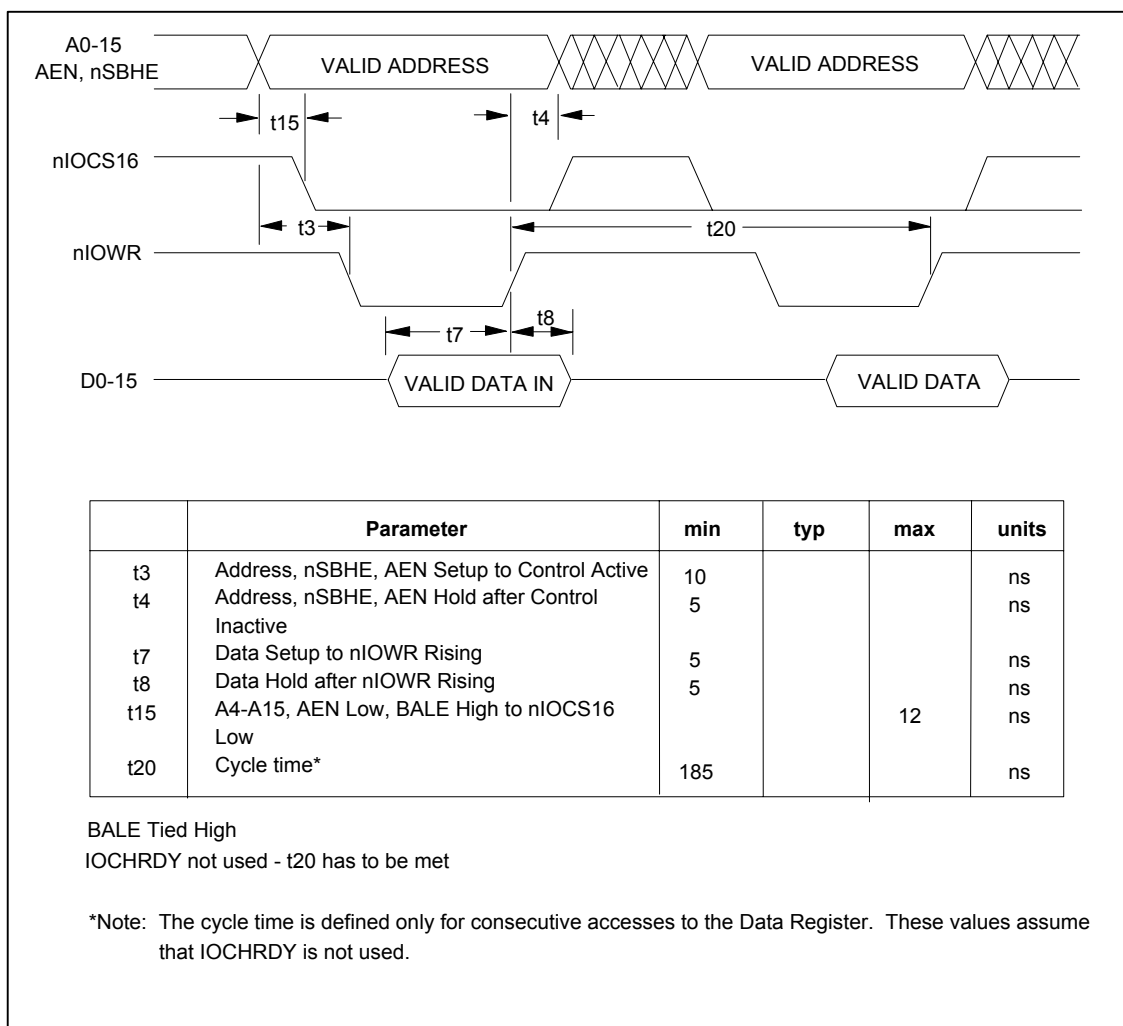 A0-15
AEN, nSBHE
VALID ADDRESS
VALID ADDRESS
t15
t4
nIOCS16
t3
t20
nIOWR
t7
t8
D0-15
VALID DATA IN
VALID DATA
Parameter min typ max units
t3 Address, nSBHE, AEN Setup to Control Active 10 ns
t4 Address, nSBHE, AEN Hold after Control 5 ns
Inactive
t7 Data Setup to nIOWR Rising 5 ns
t8 Data Hold after nIOWR Rising 5 ns
t15 A4-A15, AEN Low, BALE High to nIOCS16 12 ns
Low
t20 Cycle time* 185 ns
BALE Tied High
IOCHRDY not used - t20 has to be met
*Note: The cycle time is defined only for consecutive accesses to the Data Register. These values assume
that IOCHRDY is not used.